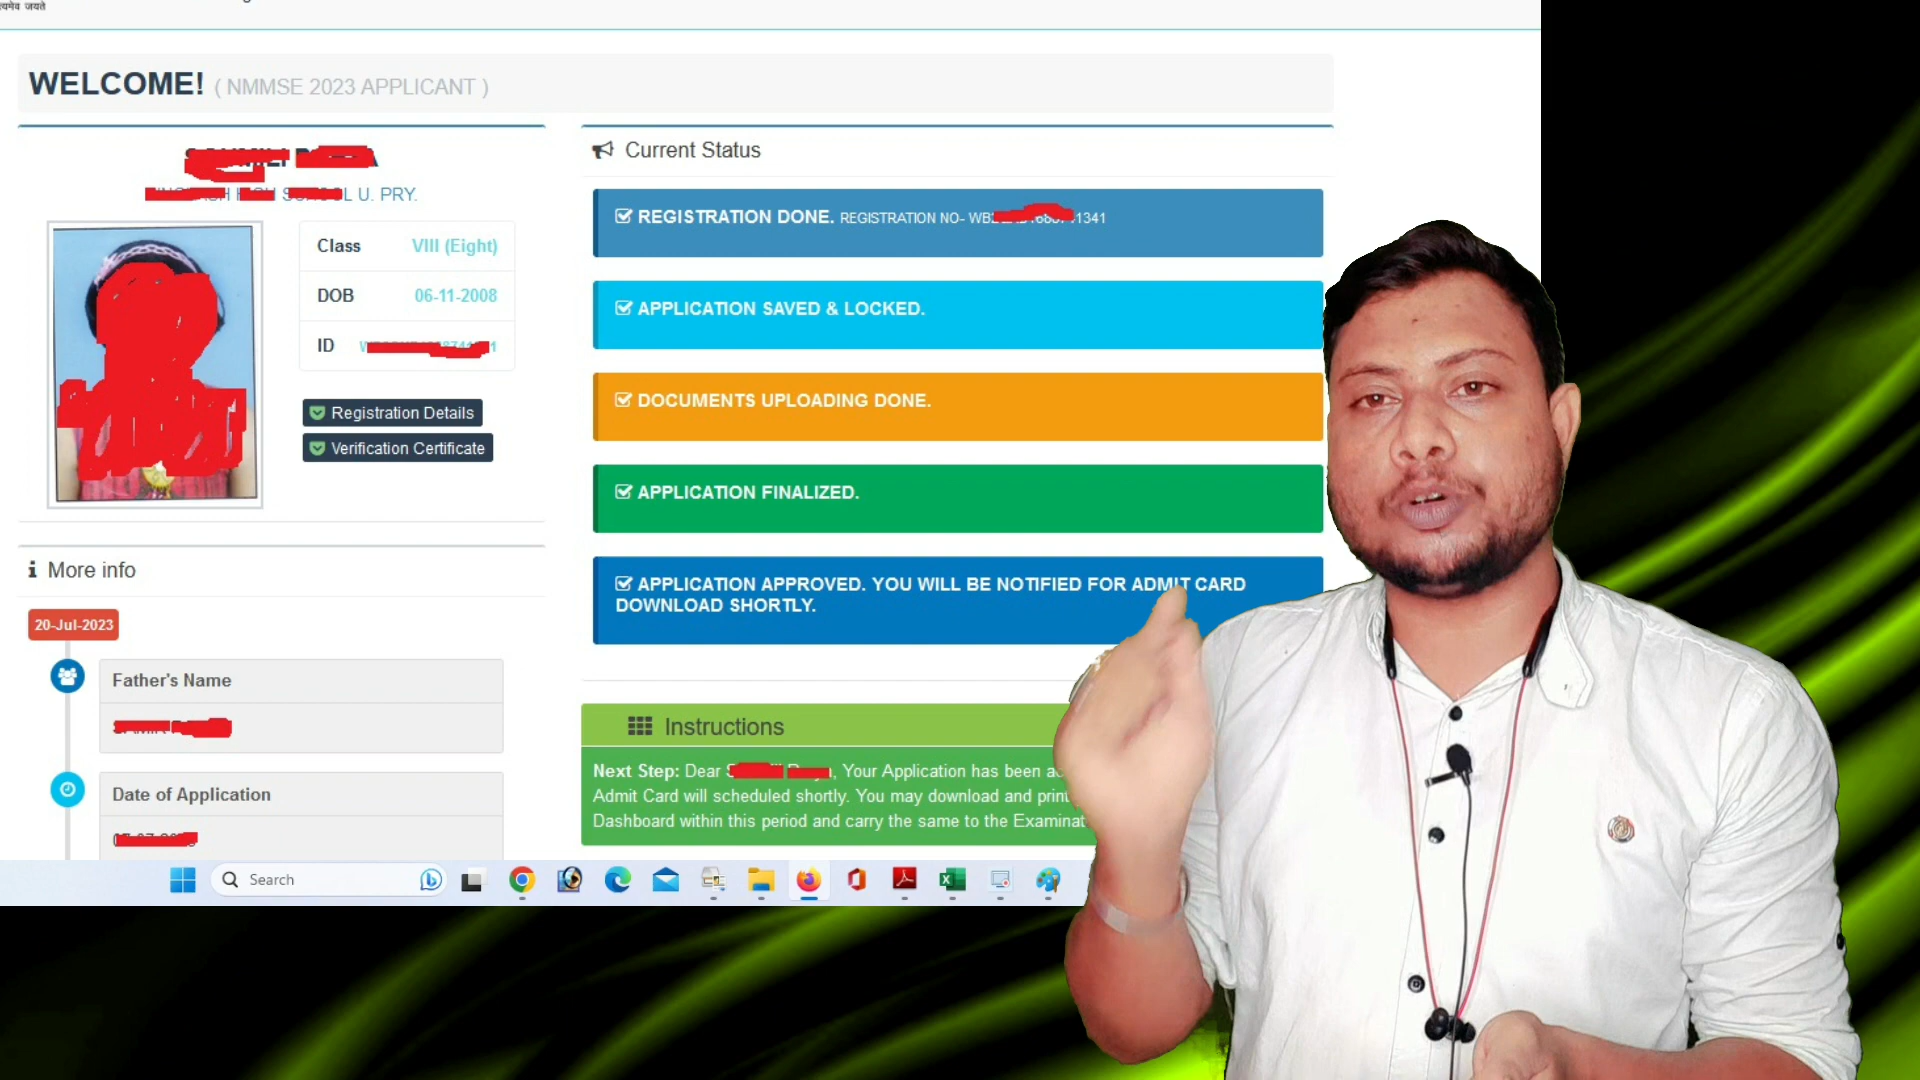 सत्यमेव जयते
WELCOME! ( NMMSE 2023 APPLICANT )
U. PRY.
Class VIII (Eight)
DOB 06-11-2008
ID
Registration Details
Verification Certificate
More info
20-Jul-2023
Father's Name
Date of Application
Current Status
REGISTRATION DONE. REGISTRATION NO- WB
1341
APPLICATION SAVED & LOCKED.
DOCUMENTS UPLOADING DONE.
APPLICATION FINALIZED.
APPLICATION APPROVED. YOU WILL BE NOTIFIED FOR ADMIT CARD
DOWNLOAD SHORTLY.
Instructions
Next Step: Dear , Your Application has been
Admit Card will scheduled shortly. You may download and print
Dashboard within this period and carry the same to the
Search